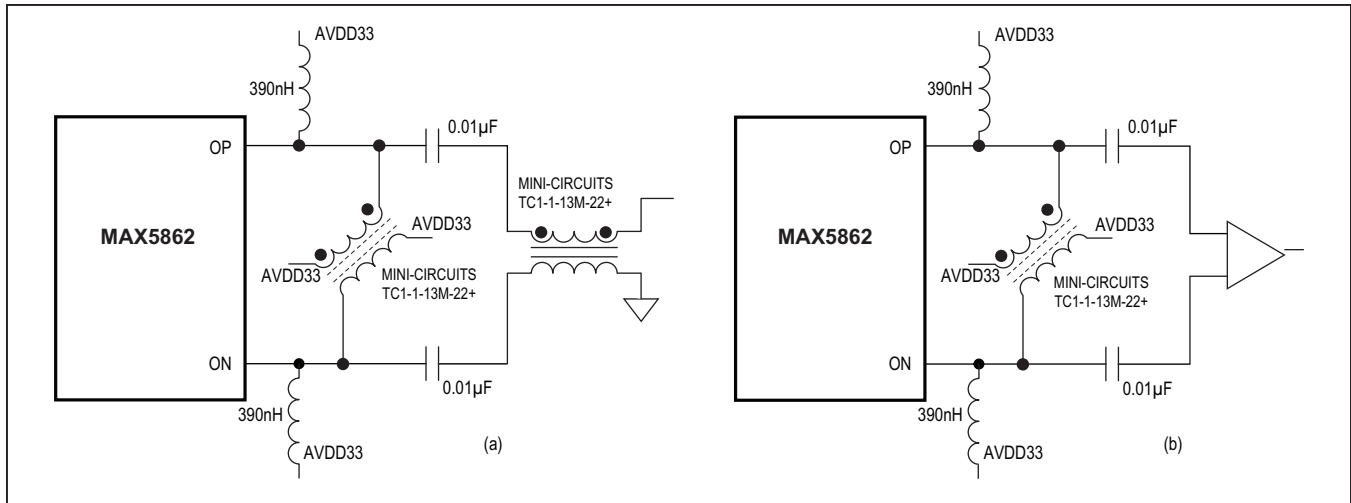 AVDD33
390nH
0.01µF
OP
MINI-CIRCUITS
TC1-1-13M-22+
AVDD33
MAX5862
AVDD33
MINI-CIRCUITS
TC1-1-13M-22+
ON
0.01µF
390nH
AVDD33
(a)
AVDD33
390nH
0.01µF
OP
AVDD33
MAX5862
AVDD33
MINI-CIRCUITS
TC1-1-13M-22+
ON
0.01µF
390nH
AVDD33
(b)